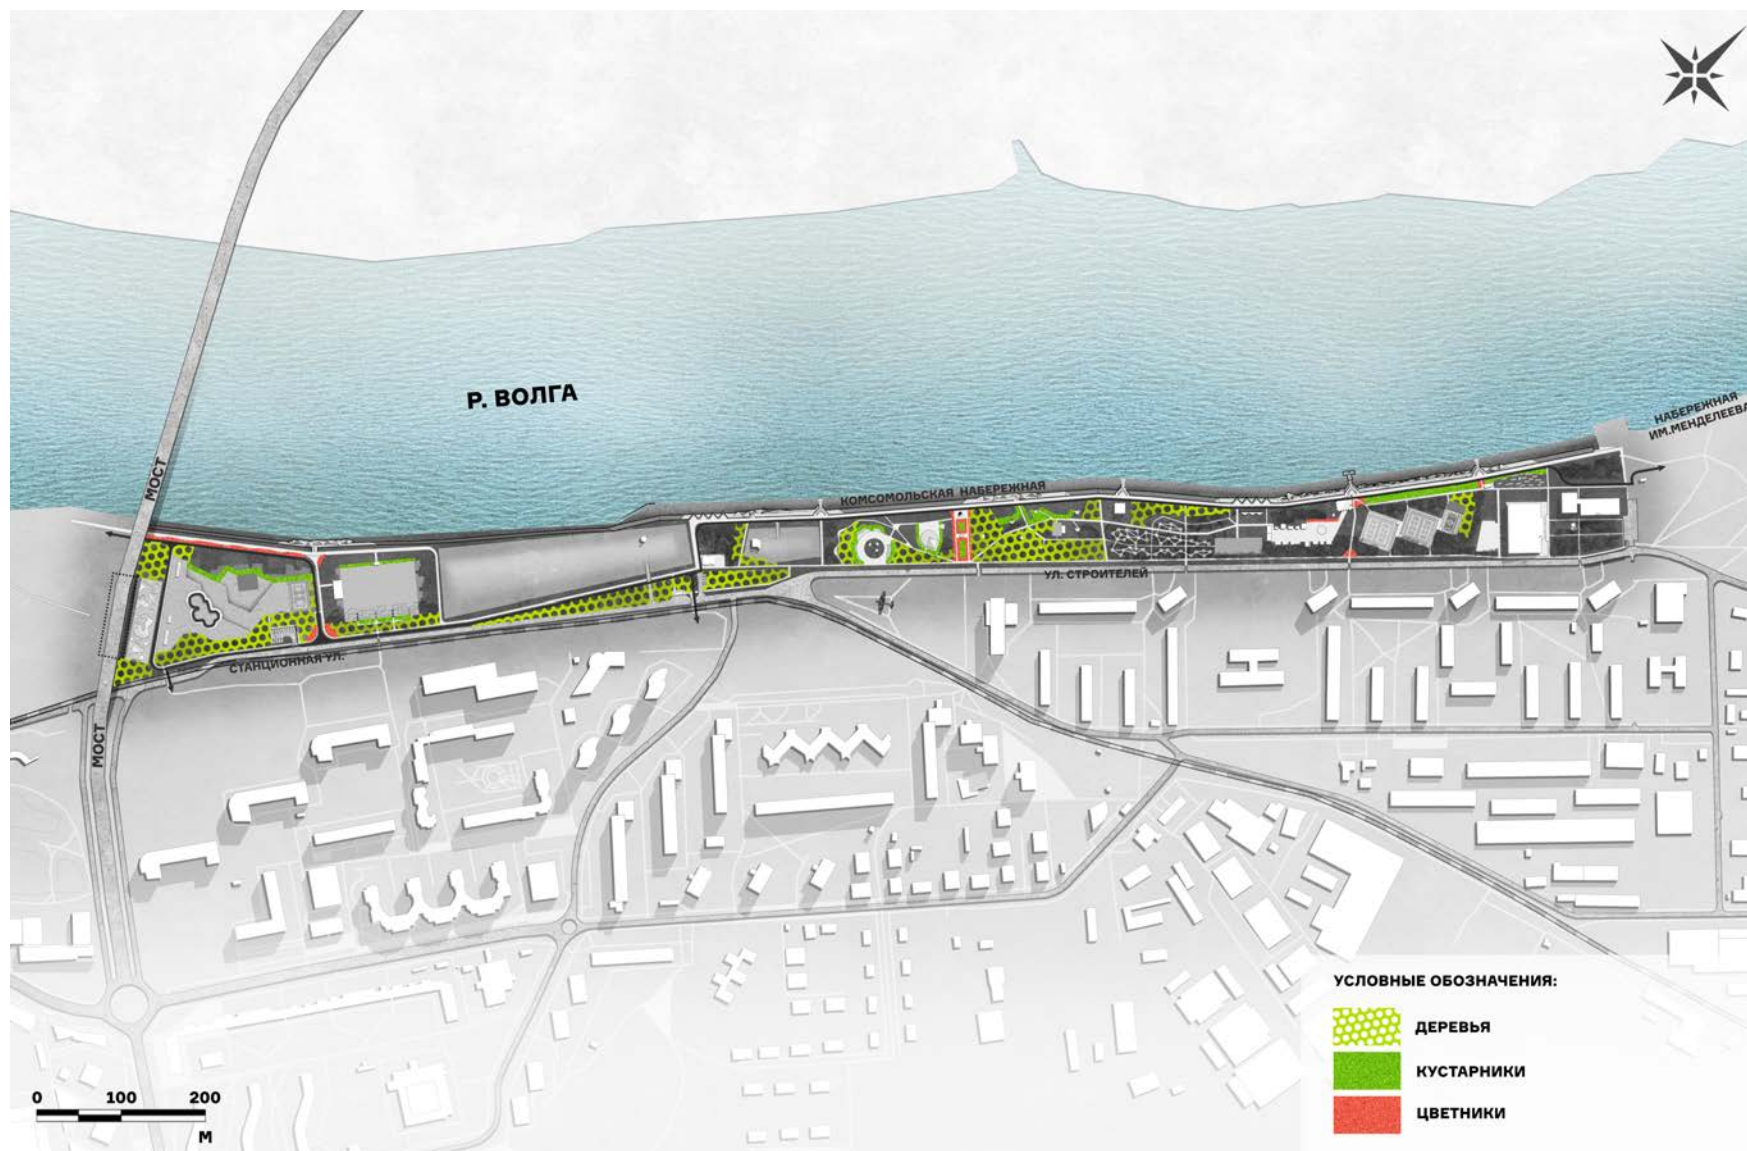 Р. ВОЛГА
МОСТ
НАБЕРЕЖНАЯ
ИМ.МЕНДЕЛЕЕВА
КОМСОМОЛЬСКАЯ НАБЕРЕЖНАЯ
УЛ. СТРОИТЕЛЕЙ
СТАНЦИОННАЯ УЛ.
МОСТ
УСЛОВНЫЕ ОБОЗНАЧЕНИЯ:
ДЕРЕВЬЯ
КУСТАРНИКИ
ЦВЕТНИКИ
0 100 200
М